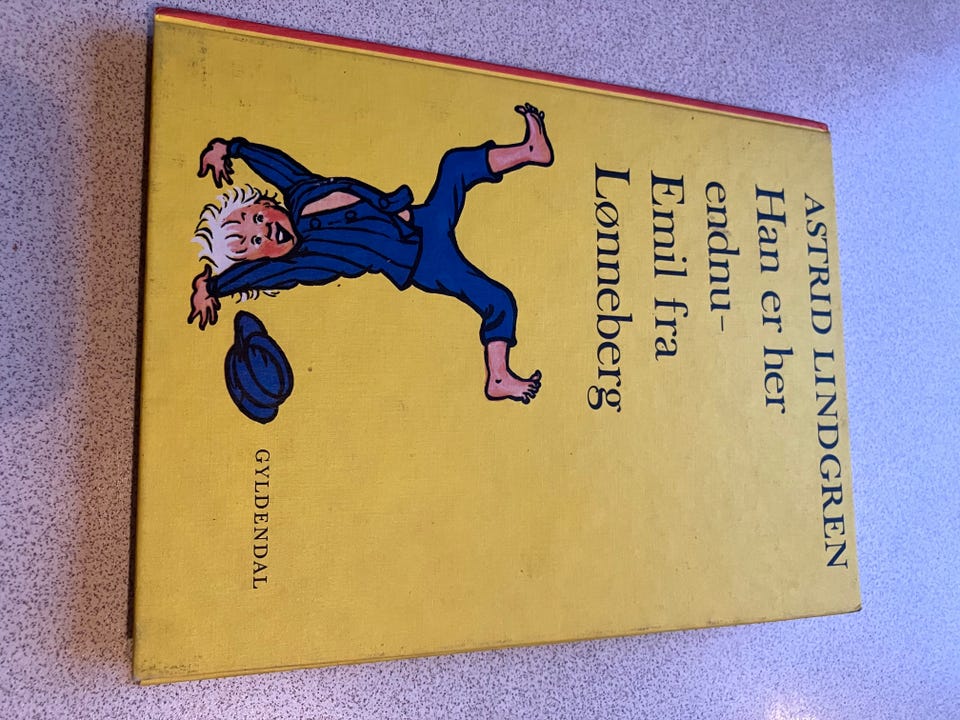 ASTRID LINDGREN
Han er her
endnu-
Emil fra
Lønneberg
GYLDENDAL